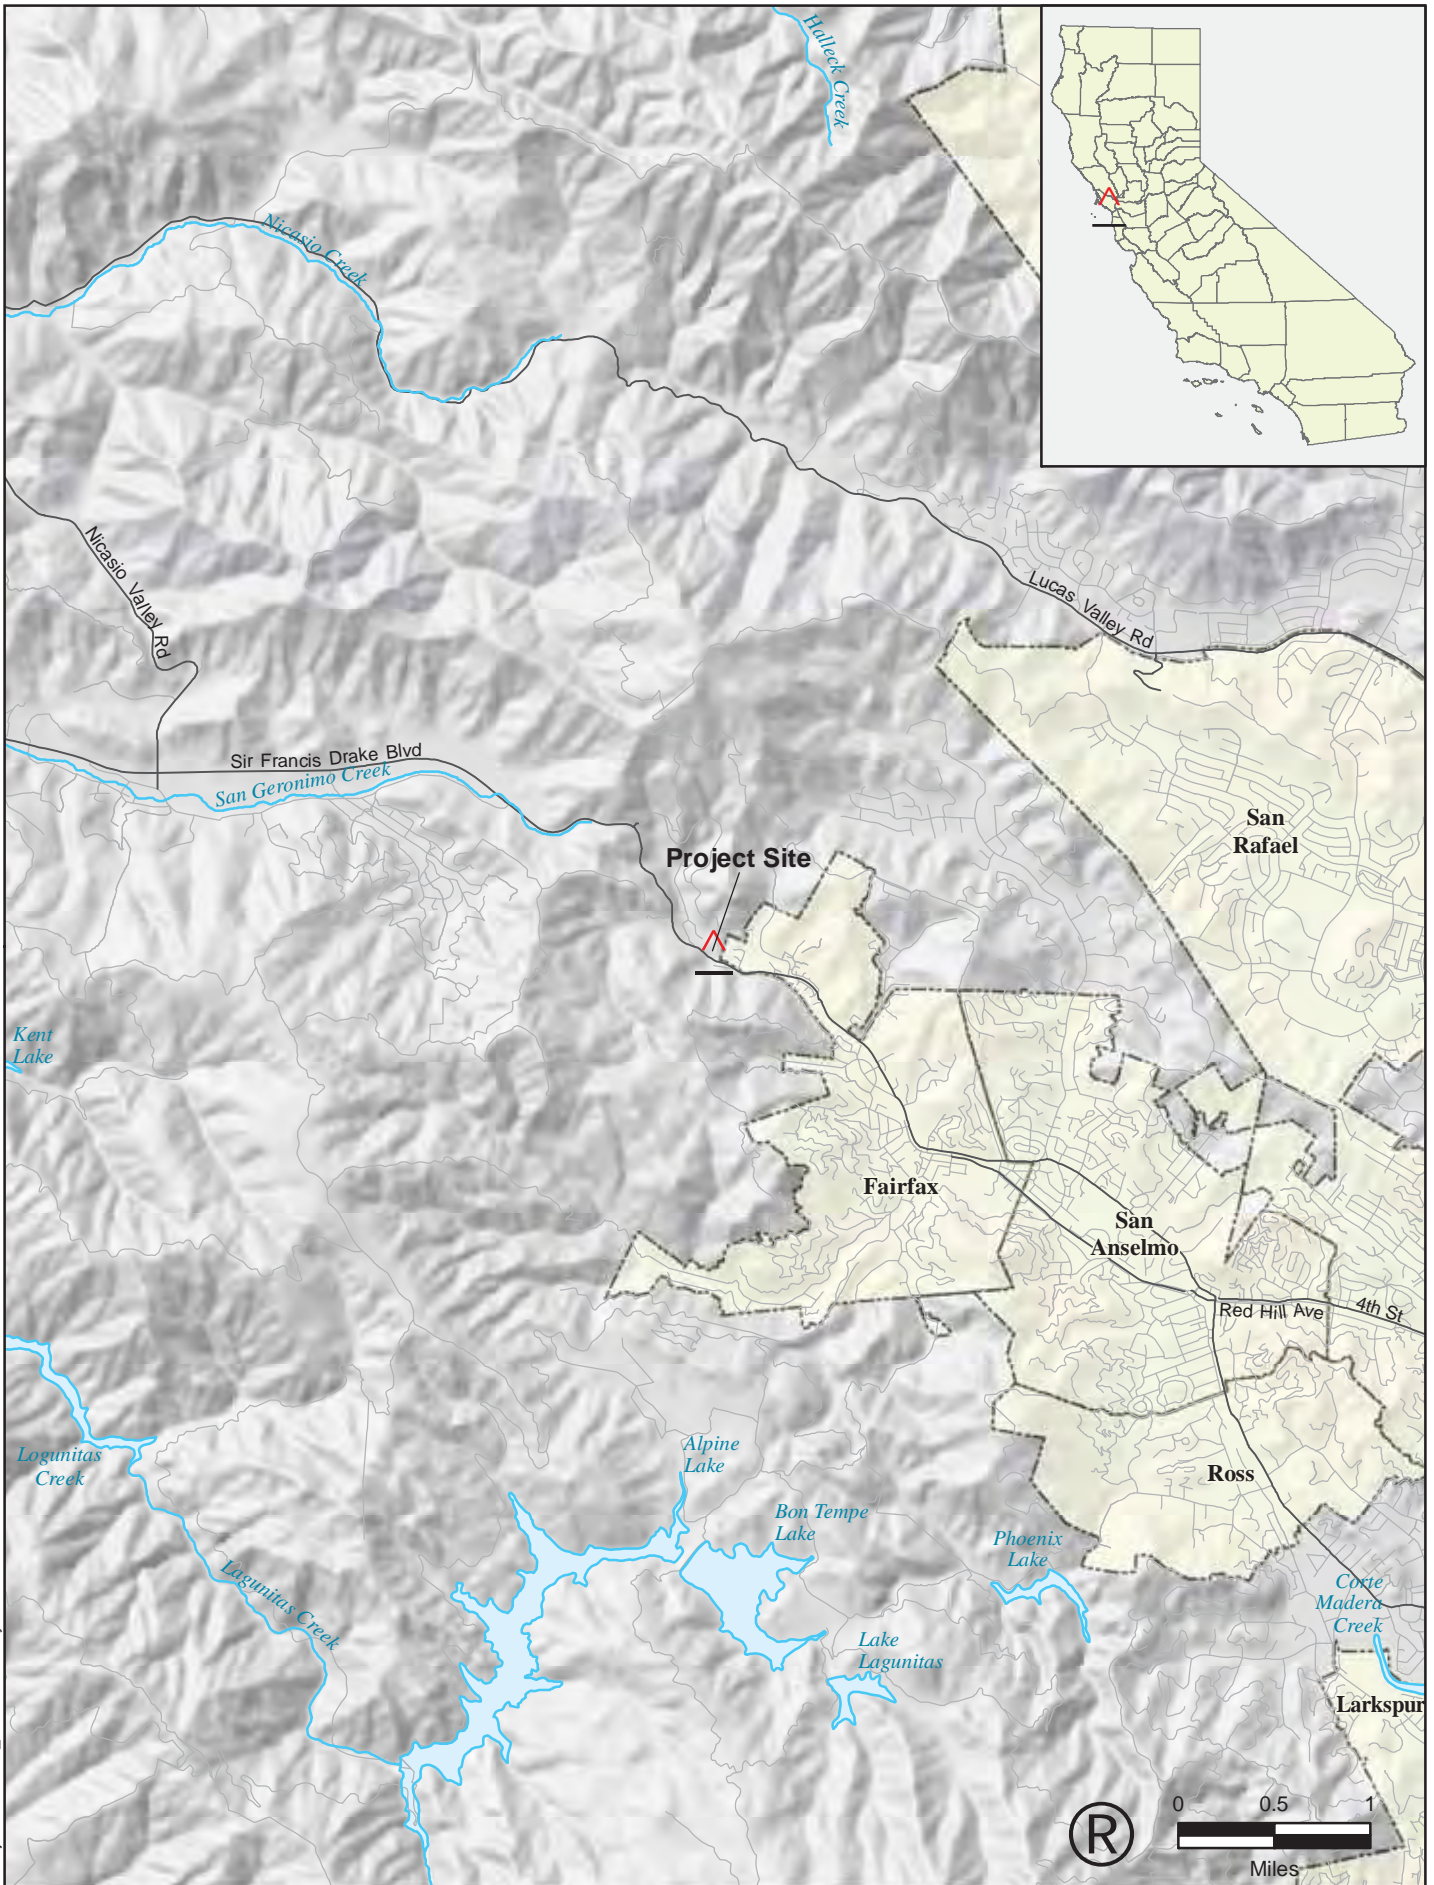 Halleck Creek
Nicasio Creek
Nicasio Valley Rd
Lucas Valley Rd
Sir Francis Drake Blvd
San Geronimo Creek
San
Rafael
Project Site
Kent
Lake
Fairfax
San
Anselmo
Red Hill Ave
4th St
Logunitas
Creek
Alpine
Lake
Ross
Bon Tempe
Lake
Phoenix
Lake
Lagunitas Creek
Corte
Madera
Creek
Lake
Lagunitas
Larkspur
0 0.5 1
R
Miles